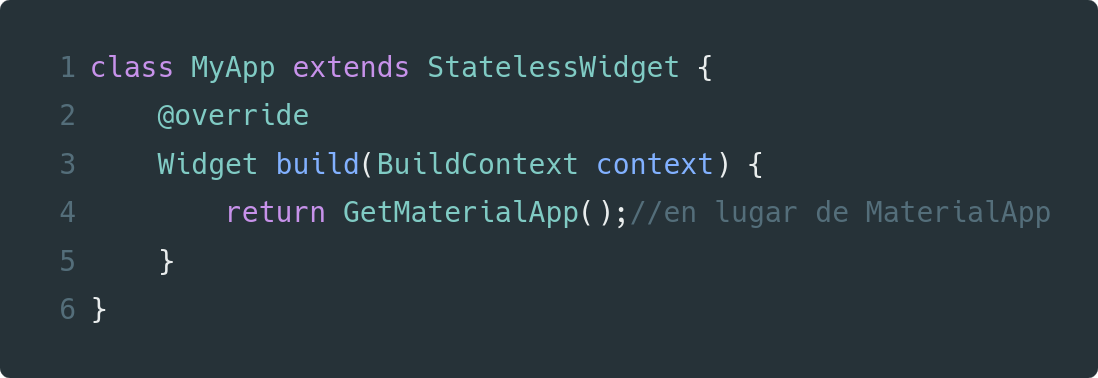 1 class MyApp extends StatelessWidget {
2     @override
3     Widget build(BuildContext context) {
4         return GetMaterialApp();//en lugar de MaterialApp
5     }
6 }